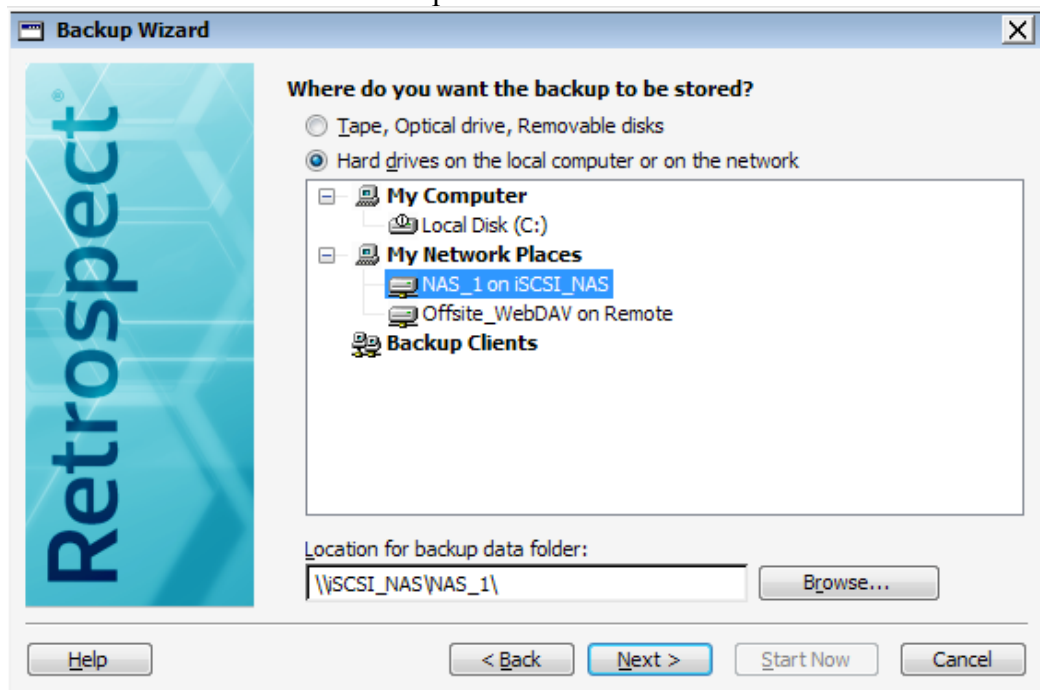 Backup Wizard
Retrospect
Where do you want the backup to be stored?
Tape, Optical drive, Removable disks
Hard drives on the local computer or on the network
My Computer
Local Disk (C:)
My Network Places
NAS_1 on iSCSI_NAS
Offsite_WebDAV on Remote
Backup Clients
Location for backup data folder:
\\iSCSI_NAS\NAS_1\
Browse...
Help
< Back
Next >
Start Now
Cancel